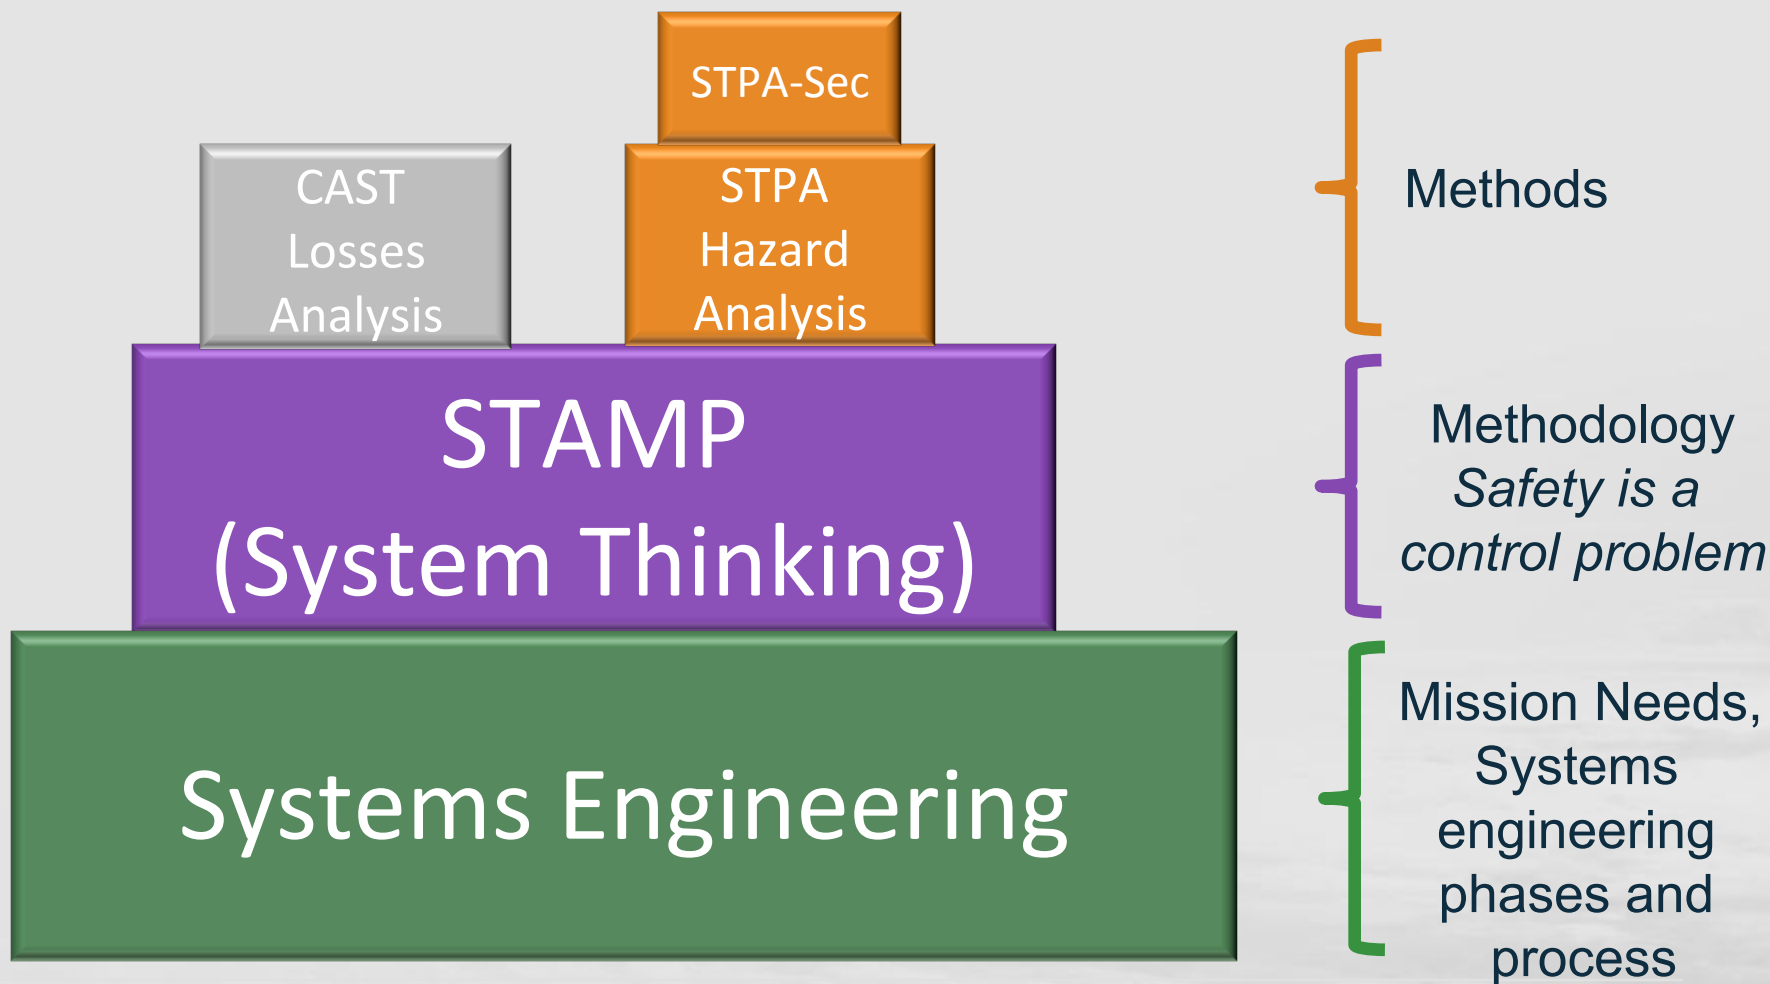 STPA-Sec
CAST
Losses
Analysis
STPA
Hazard
Analysis
Methods
STAMP
(System Thinking)
Methodology
Safety is a
control problem
Systems Engineering
Mission Needs,
Systems
engineering
phases and
process